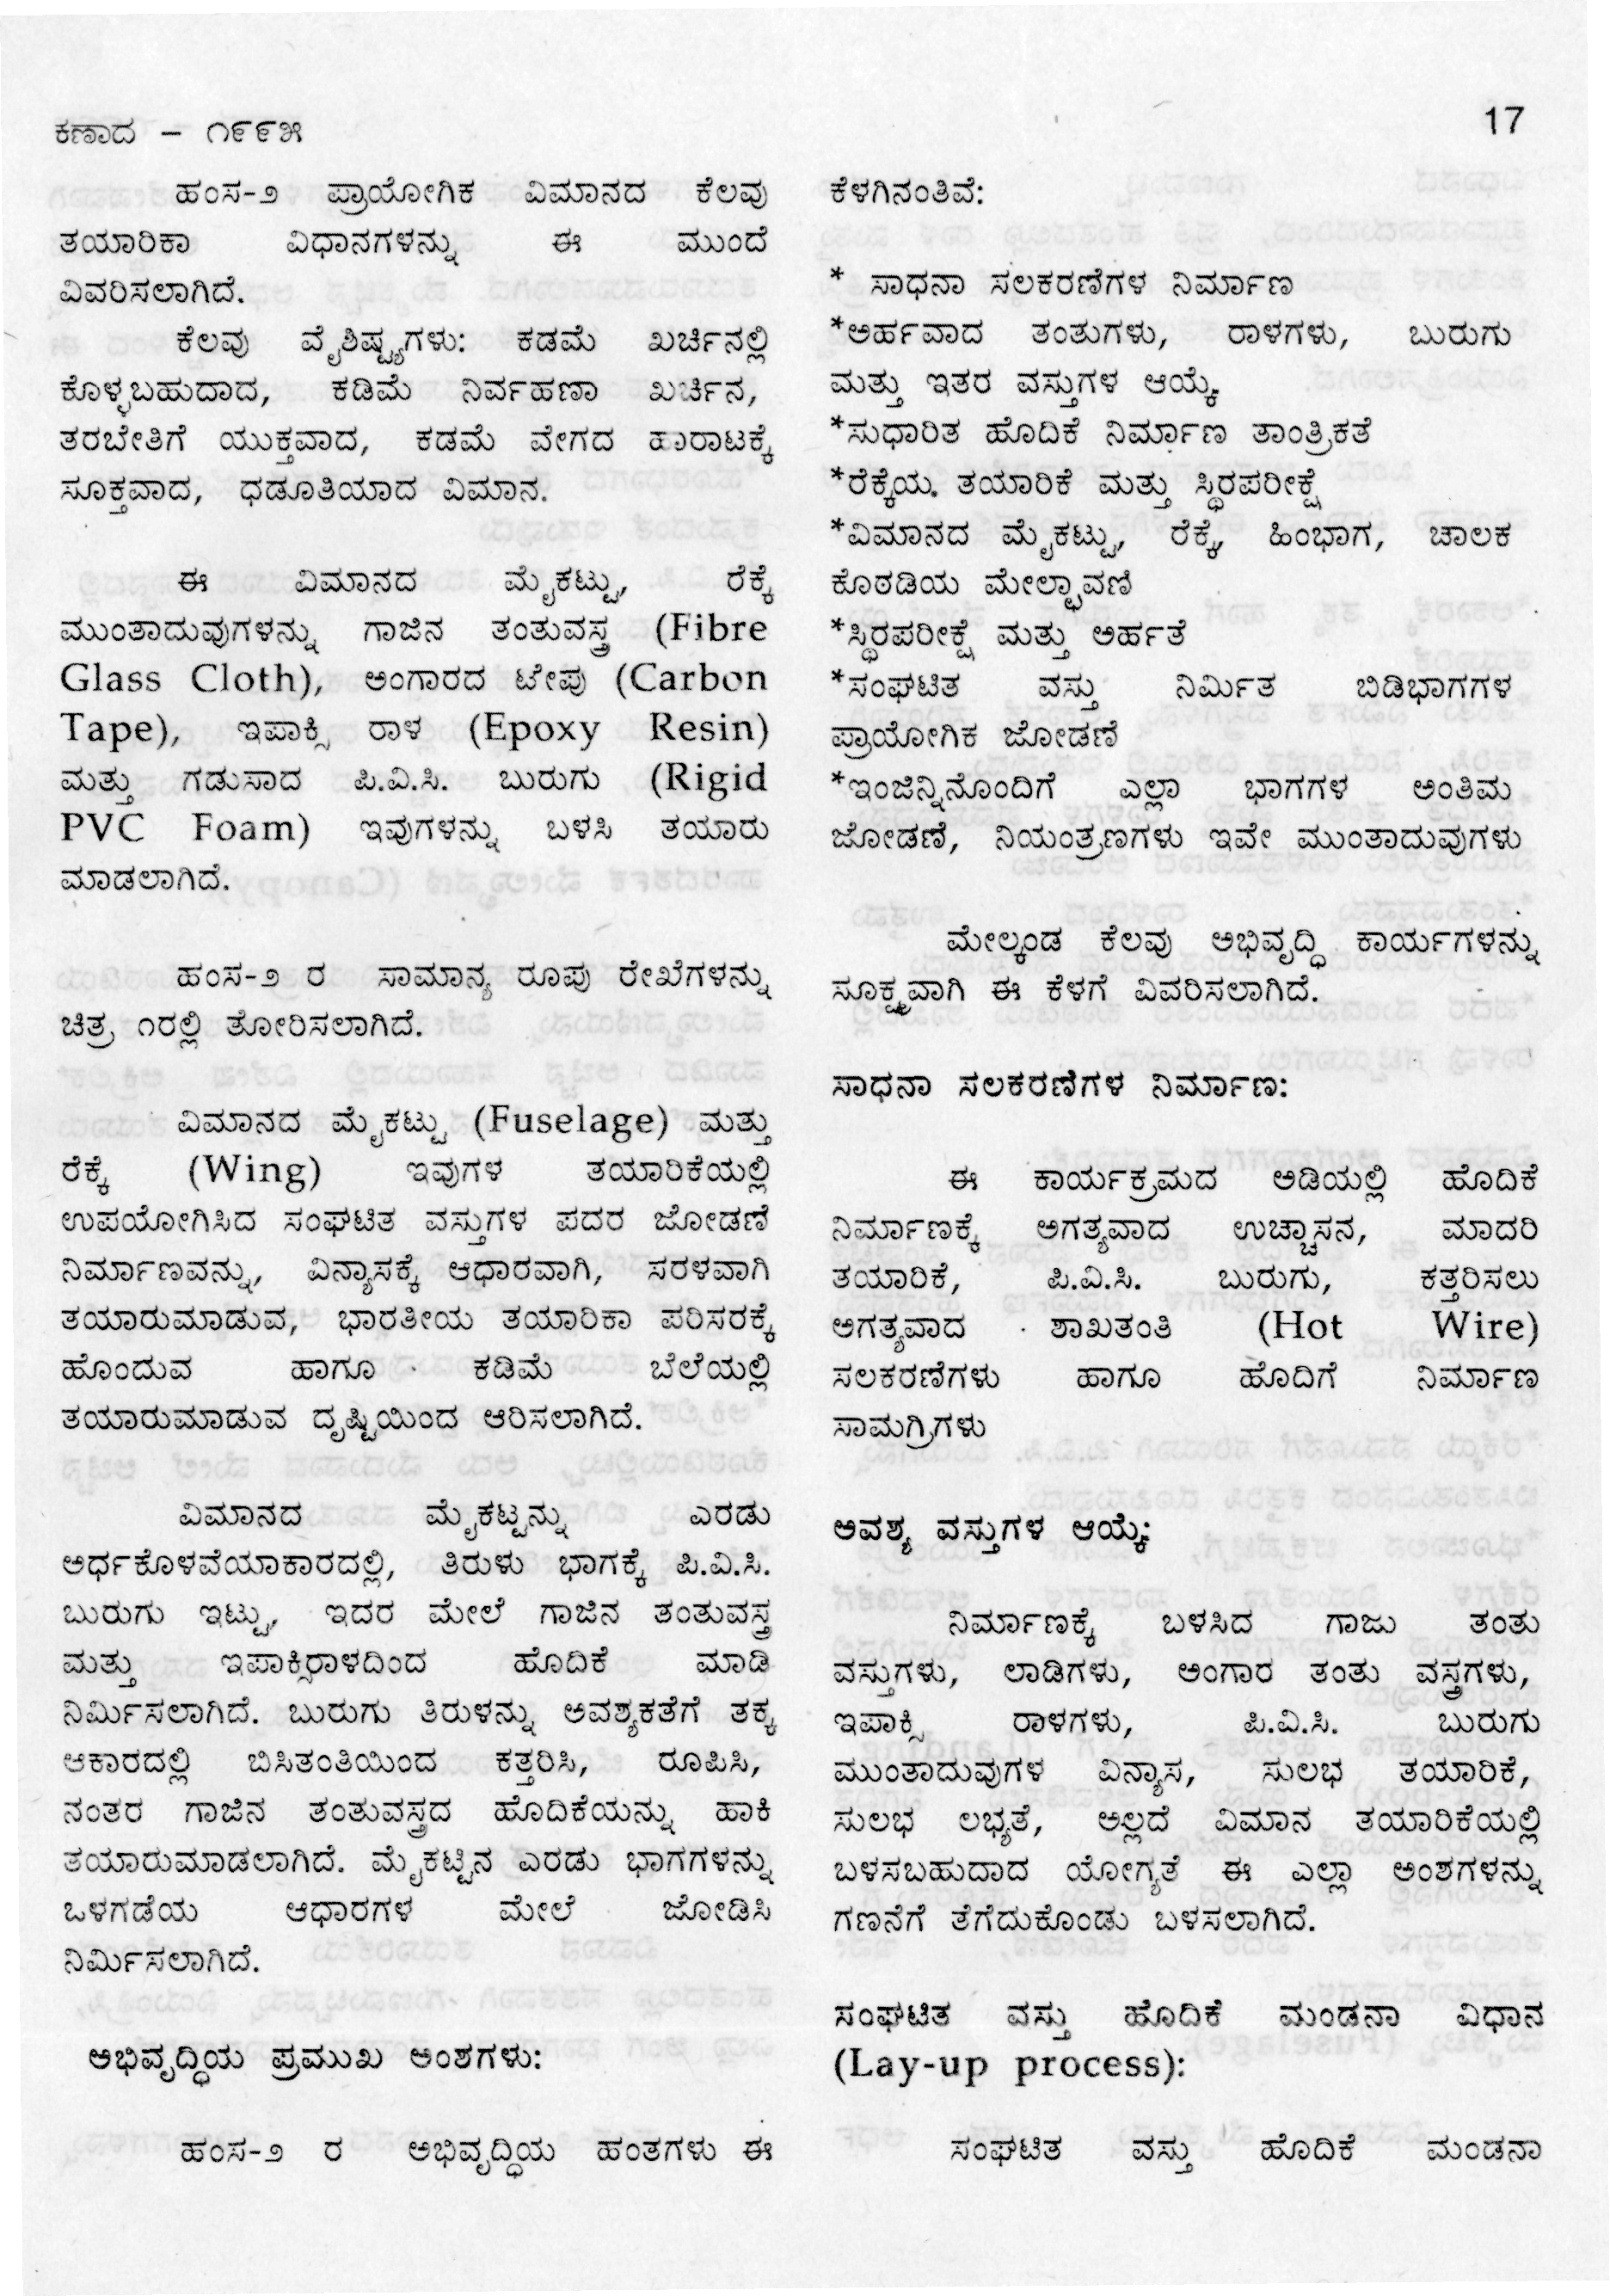 ಕಣಾದ – ೧೯೯೫
17
ಹಂಸ-೨ ಪ್ರಾಯೋಗಿಕ ವಿಮಾನದ ಕೆಲವು
ತಯಾರಿಕಾ ವಿಧಾನಗಳನ್ನು ಈ ಮುಂದೆ
ವಿವರಿಸಲಾಗಿದೆ.
ಕೆಲವು ವೈಶಿಷ್ಟ್ಯಗಳು: ಕಡಮೆ ಖರ್ಚಿನಲ್ಲಿ
ಕೊಳ್ಳಬಹುದಾದ, ಕಡಿಮೆ ನಿರ್ವಹಣಾ ಖರ್ಚಿನ,
ತರಬೇತಿಗೆ ಯುಕ್ತವಾದ, ಕಡಮೆ ವೇಗದ ಹಾರಾಟಕ್ಕೆ
ಸೂಕ್ತವಾದ, ಧಡೂತಿಯಾದ ವಿಮಾನ.
ಈ ವಿಮಾನದ ಮೈಕಟ್ಟು, ರೆಕ್ಕೆ
ಮುಂತಾದುವುಗಳನ್ನು ಗಾಜಿನ ತಂತುವಸ್ತ್ರ (Fibre
Glass Cloth), ಅಂಗಾರದ ಟೇಪು (Carbon
Tape), ಇಪಾಕ್ಸಿ ರಾಳ (Epoxy Resin)
ಮತ್ತು ಗಡುಸಾದ ಪಿ.ವಿ.ಸಿ. ಬುರುಗು (Rigid
PVC Foam) ಇವುಗಳನ್ನು ಬಳಸಿ ತಯಾರು
ಮಾಡಲಾಗಿದೆ.
ಹಂಸ-೨ ರ ಸಾಮಾನ್ಯ ರೂಪು ರೇಖೆಗಳನ್ನು
ಚಿತ್ರ ೧ರಲ್ಲಿ ತೋರಿಸಲಾಗಿದೆ.
ವಿಮಾನದ ಮೈಕಟ್ಟು (Fuselage) ಮತ್ತು
ರೆಕ್ಕೆ (Wing) ಇವುಗಳ ತಯಾರಿಕೆಯಲ್ಲಿ
ಉಪಯೋಗಿಸಿದ ಸಂಘಟಿತ ವಸ್ತುಗಳ ಪದರ ಜೋಡಣೆ
ನಿರ್ಮಾಣವನ್ನು, ವಿನ್ಯಾಸಕ್ಕೆ ಆಧಾರವಾಗಿ, ಸರಳವಾಗಿ
ತಯಾರುಮಾಡುವ, ಭಾರತೀಯ ತಯಾರಿಕಾ ಪರಿಸರಕ್ಕೆ
ಹೊಂದುವ ಹಾಗೂ ಕಡಿಮೆ ಬೆಲೆಯಲ್ಲಿ
ತಯಾರುಮಾಡುವ ದೃಷ್ಟಿಯಿಂದ ಆರಿಸಲಾಗಿದೆ.
ವಿಮಾನದ ಮೈಕಟ್ಟನ್ನು ಎರಡು
ಅರ್ಧಕೊಳವೆಯಾಕಾರದಲ್ಲಿ, ತಿರುಳು ಭಾಗಕ್ಕೆ ಪಿ.ವಿ.ಸಿ.
ಬುರುಗು ಇಟ್ಟು, ಇದರ ಮೇಲೆ ಗಾಜಿನ ತಂತುವಸ್ತ್ರ
ಮತ್ತು ಇಪಾಕ್ಸಿರಾಳದಿಂದ ಹೊದಿಕೆ ಮಾಡಿ
ನಿರ್ಮಿಸಲಾಗಿದೆ. ಬುರುಗು ತಿರುಳನ್ನು ಅವಶ್ಯಕತೆಗೆ ತಕ್ಕ
ಆಕಾರದಲ್ಲಿ ಬಿಸಿತಂತಿಯಿಂದ ಕತ್ತರಿಸಿ, ರೂಪಿಸಿ,
ನಂತರ ಗಾಜಿನ ತಂತುವಸ್ತ್ರದ ಹೊದಿಕೆಯನ್ನು ಹಾಕಿ
ತಯಾರುಮಾಡಲಾಗಿದೆ. ಮೈಕಟ್ಟಿನ ಎರಡು ಭಾಗಗಳನ್ನು
ಒಳಗಡೆಯ ಆಧಾರಗಳ ಮೇಲೆ ಜೋಡಿಸಿ
ನಿರ್ಮಿಸಲಾಗಿದೆ.
ಅಭಿವೃದ್ಧಿಯ ಪ್ರಮುಖ ಅಂಶಗಳು:
ಹಂಸ-೨ ರ ಅಭಿವೃದ್ಧಿಯ ಹಂತಗಳು ಈ
ಕೆಳಗಿನಂತಿವೆ:
* ಸಾಧನಾ ಸಲಕರಣೆಗಳ ನಿರ್ಮಾಣ
*ಅರ್ಹವಾದ ತಂತುಗಳು, ರಾಳಗಳು, ಬುರುಗು
ಮತ್ತು ಇತರ ವಸ್ತುಗಳ ಆಯ್ಕೆ.
*ಸುಧಾರಿತ ಹೊದಿಕೆ ನಿರ್ಮಾಣ ತಾಂತ್ರಿಕತೆ
*ರೆಕ್ಕೆಯ. ತಯಾರಿಕೆ ಮತ್ತು ಸ್ಥಿರಪರೀಕ್ಷೆ
*ವಿಮಾನದ ಮೈಕಟ್ಟು, ರೆಕ್ಕೆ, ಹಿಂಭಾಗ, ಚಾಲಕ
ಕೊಠಡಿಯ ಮೇಲ್ಛಾವಣಿ
*ಸ್ಥಿರಪರೀಕ್ಷೆ ಮತ್ತು ಅರ್ಹತೆ
*ಸಂಘಟಿತ ವಸ್ತು ನಿರ್ಮಿತ ಬಿಡಿಭಾಗಗಳ
ಪ್ರಾಯೋಗಿಕ ಜೋಡಣೆ
*ಇಂಜಿನ್ನಿನೊಂದಿಗೆ ಎಲ್ಲಾ ಭಾಗಗಳ ಅಂತಿಮ
ಜೋಡಣೆ, ನಿಯಂತ್ರಣಗಳು ಇವೇ ಮುಂತಾದುವುಗಳು
ಮೇಲ್ಕಂಡ ಕೆಲವು ಅಭಿವೃದ್ಧಿ ಕಾರ್ಯಗಳನ್ನು
ಸೂಕ್ಷ್ಮವಾಗಿ ಈ ಕೆಳಗೆ ವಿವರಿಸಲಾಗಿದೆ.
ಸಾಧನಾ ಸಲಕರಣೆಗಳ ನಿರ್ಮಾಣ:
ಈ ಕಾರ್ಯಕ್ರಮದ ಅಡಿಯಲ್ಲಿ ಹೊದಿಕೆ
ನಿರ್ಮಾಣಕ್ಕೆ ಅಗತ್ಯವಾದ ಉಚ್ಚಾಸನ, ಮಾದರಿ
ತಯಾರಿಕೆ, ಪಿ.ವಿ.ಸಿ. ಬುರುಗು, ಕತ್ತರಿಸಲು
ಅಗತ್ಯವಾದ ಶಾಖತಂತಿ (Hot Wire)
ಸಲಕರಣೆಗಳು ಹಾಗೂ ಹೊದಿಗೆ ನಿರ್ಮಾಣ
ಸಾಮಗ್ರಿಗಳು
ಅವಶ್ಯ ವಸ್ತುಗಳ ಆಯ್ಕೆ:
ನಿರ್ಮಾಣಕ್ಕೆ ಬಳಸಿದ ಗಾಜು ತಂತು
ವಸ್ತುಗಳು, ಲಾಡಿಗಳು, ಅಂಗಾರ ತಂತು ವಸ್ತ್ರಗಳು,
ಇಪಾಕ್ಸಿ ರಾಳಗಳು, ಪಿ.ವಿ.ಸಿ. ಬುರುಗು
ಮುಂತಾದುವುಗಳ ವಿನ್ಯಾಸ, ಸುಲಭ ತಯಾರಿಕೆ,
ಸುಲಭ ಲಭ್ಯತೆ, ಅಲ್ಲದೆ ವಿಮಾನ ತಯಾರಿಕೆಯಲ್ಲಿ
ಬಳಸಬಹುದಾದ ಯೋಗ್ಯತೆ ಈ ಎಲ್ಲಾ ಅಂಶಗಳನ್ನು
ಗಣನೆಗೆ ತೆಗೆದುಕೊಂಡು ಬಳಸಲಾಗಿದೆ.
ಸಂಘಟಿತ ವಸ್ತು ಹೊದಿಕೆ ಮಂಡನಾ ವಿಧಾನ
(Lay-up process):
ಸಂಘಟಿತ ವಸ್ತು ಹೊದಿಕೆ ಮಂಡನಾ